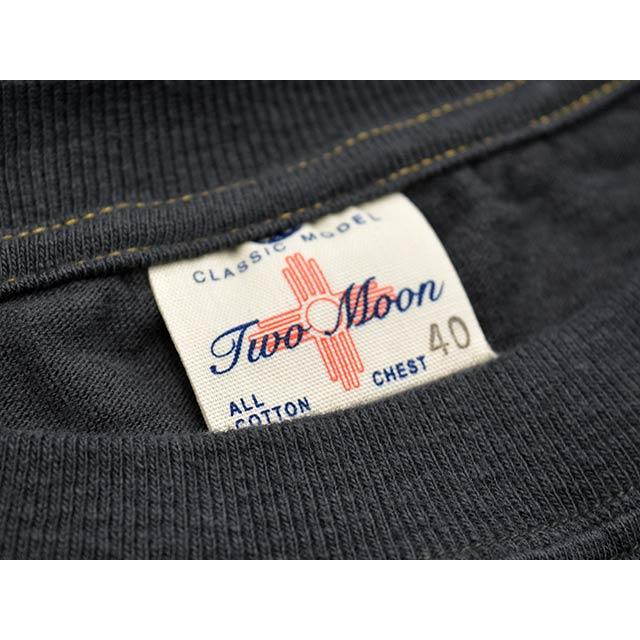 CLASSIC MODEL
Two Moon
ALL
COTTON
CHEST 40